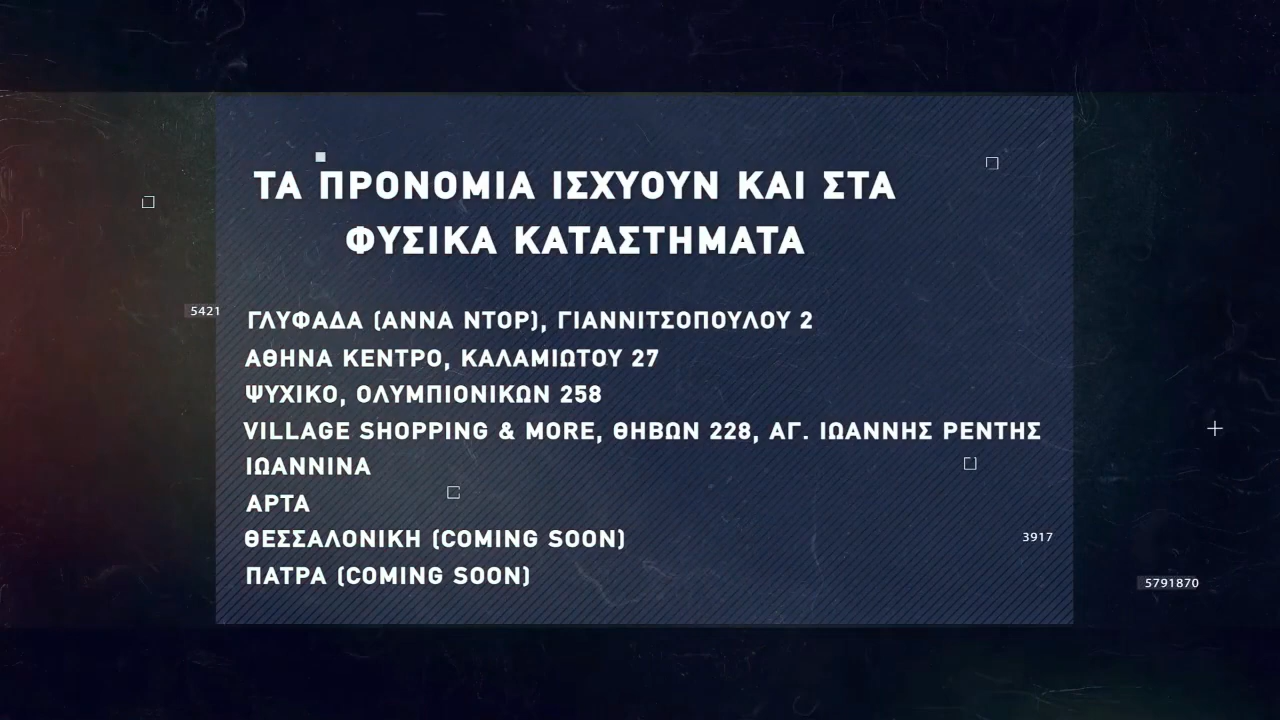 ΤΑ ΠΡΟΝΟΜΙΑ ΙΣΧΥΟΥΝ ΚΑΙ ΣΤΑ
ΦΥΣΙΚΑ ΚΑΤΑΣΤΗΜΑΤΑ
5421
ΓΛΥΦΑΔΑ (ΑΝΝΑ ΝΤΟΡ), ΓΙΑΝΝΙΤΣΟΠΟΥΛΟΥ 2
ΑΘΗΝΑ ΚΕΝΤΡΟ, ΚΑΛΑΜΙΩΤΟΥ 27
ΨΥΧΙΚΟ, ΟΛΥΜΠΙΟΝΙΚΩΝ 258
VILLAGE SHOPPING & MORE, ΘΗΒΩΝ 228, ΑΓ. ΙΩΑΝΝΗΣ ΡΕΝΤΗΣ
ΙΩΑΝΝΙΝΑ
ΑΡΤΑ
ΘΕΣΣΑΛΟΝΙΚΗ (COMING SOON)
3917
ΠΑΤΡΑ (COMING SOON)
5791870